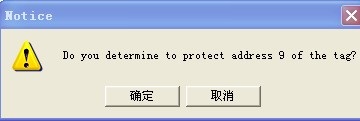 Notice
Do you determine to protect address 9 of the tag?
确定
取消